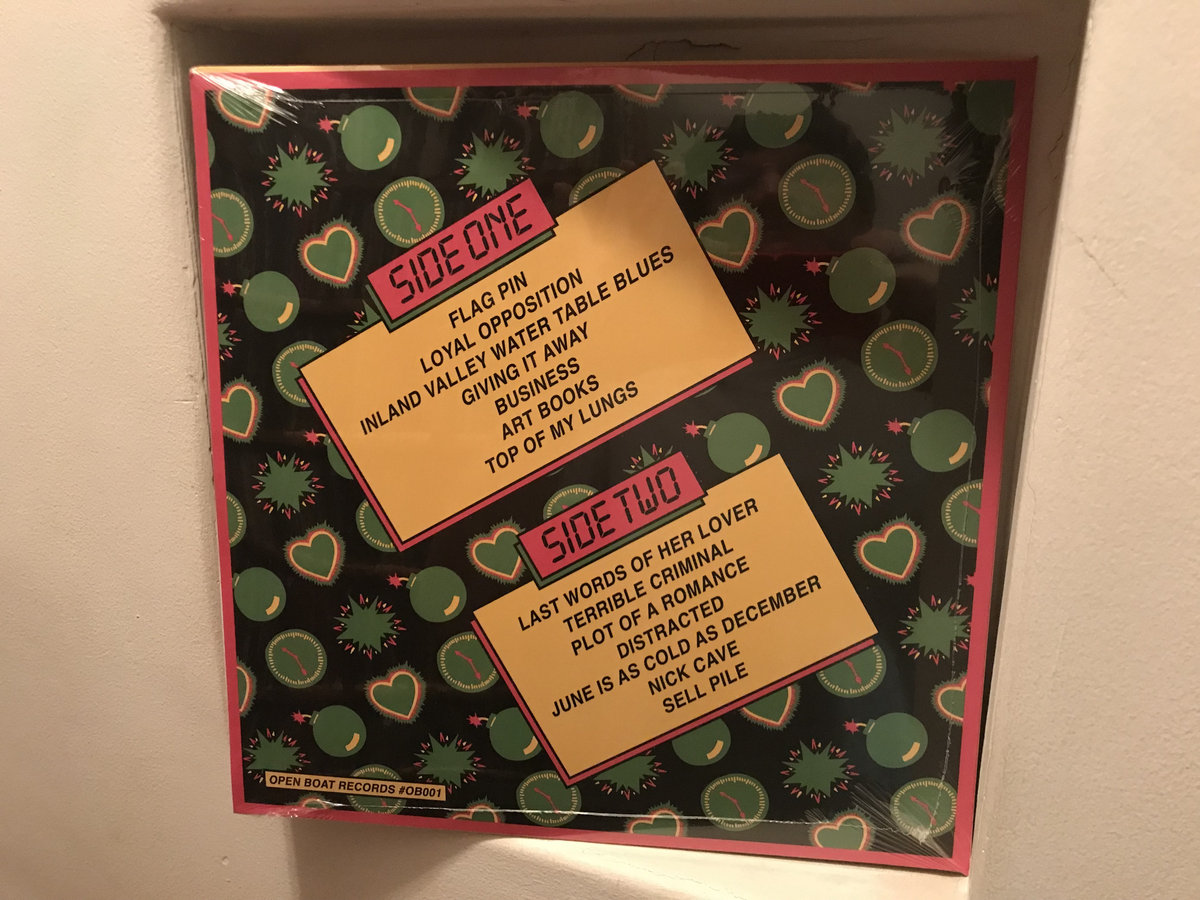 SIDE ONE
FLAG PIN
LOYAL OPPOSITION
INLAND VALLEY WATER TABLE BLUES
GIVING IT AWAY
BUSINESS
ART BOOKS
TOP OF MY LUNGS
SIDE TWO
LAST WORDS OF HER LOVER
TERRIBLE CRIMINAL
PLOT OF A ROMANCE
DISTRACTED
JUNE IS AS COLD AS DECEMBER
NICK CAVE
SELL PILE
OPEN BOAT RECORDS #OB001